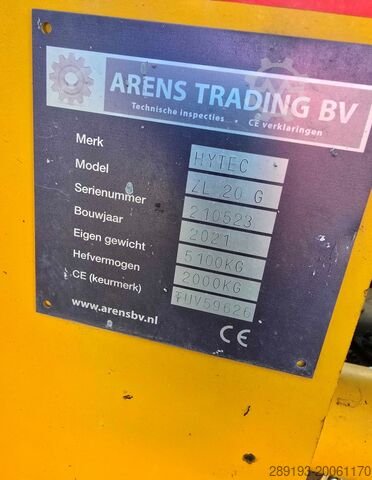 ARENS TRADING BV
Technische inspecties • CE verklaringen
Merk HYTEC
Model ZL 20 G
Serienummer 210523
Bouwjaar 2021
Eigen gewicht 5100KG
Hefvermogen 2000KG
CE (keurmerk) TUV59626
www.arensbv.nl
CE
289193-20061170